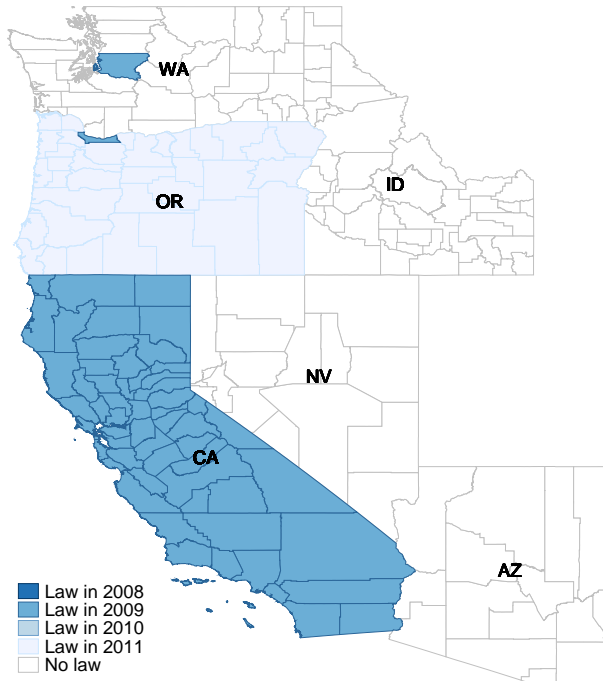 WA
ID
OR
NV
CA
AZ
Law in 2008
Law in 2009
Law in 2010
Law in 2011
No law